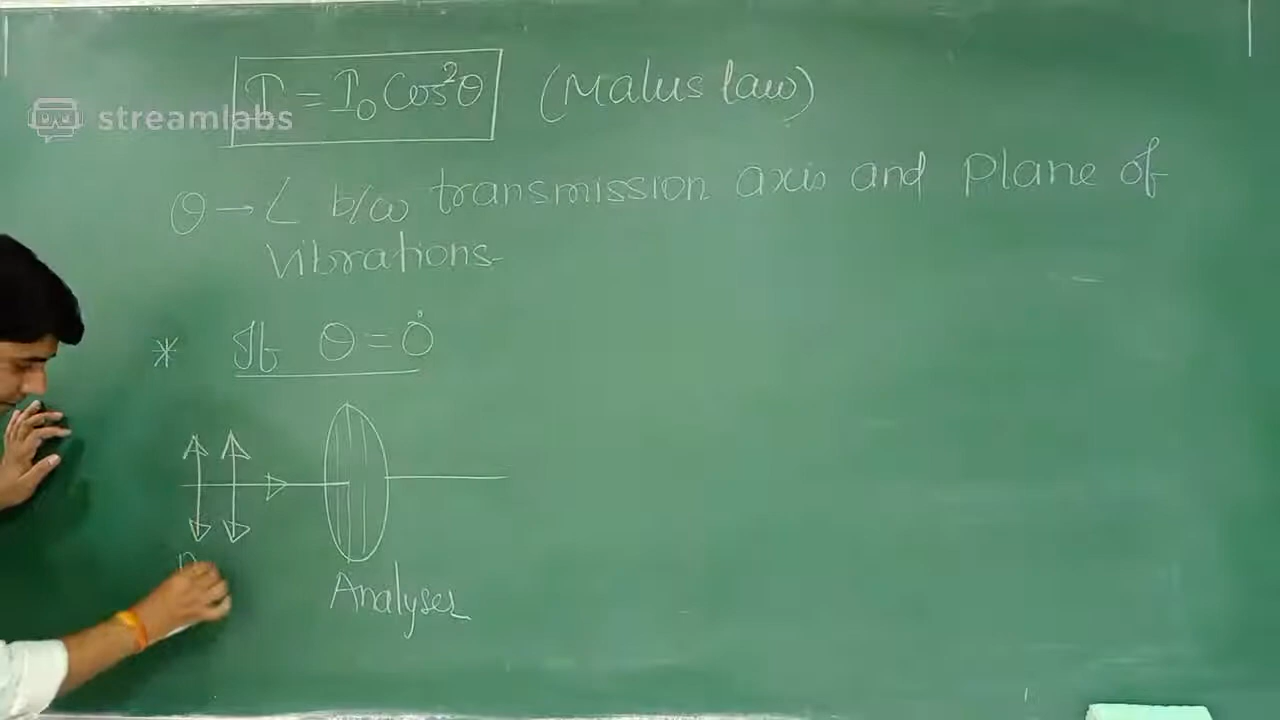 I = I₀ Cos²θ (Malus law)
streamlabs
θ → ∠ b/w transmission axis and plane of
vibrations-
* If θ = 0°
Analyser